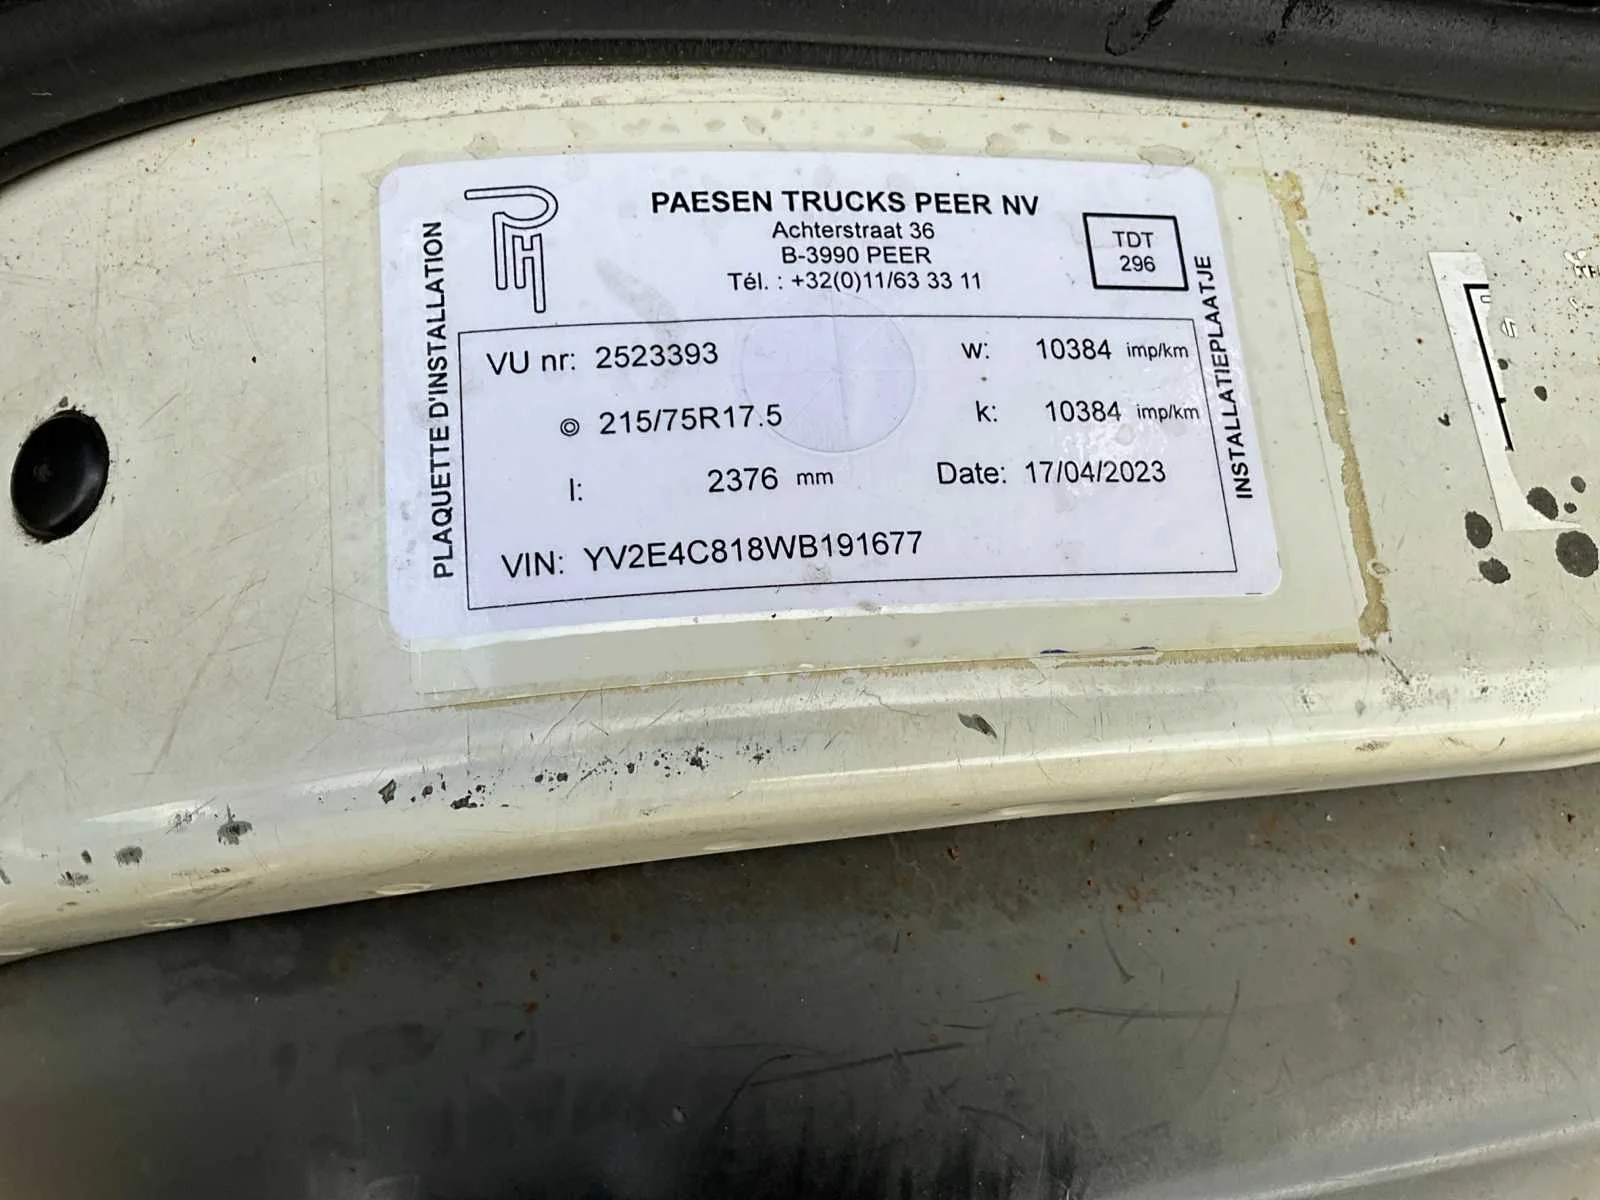 PLAQUETTE D'INSTALLATION
PH
PAESEN TRUCKS PEER NV
Achterstraat 36
B-3990 PEER
Tél. : +32(0)11/63 33 11
TDT
296
INSTALLATIEPLAATJE
VU nr: 2523393
w: 10384 imp/km
215/75R17.5
k: 10384 imp/km
l: 2376 mm
Date: 17/04/2023
VIN: YV2E4C818WB191677